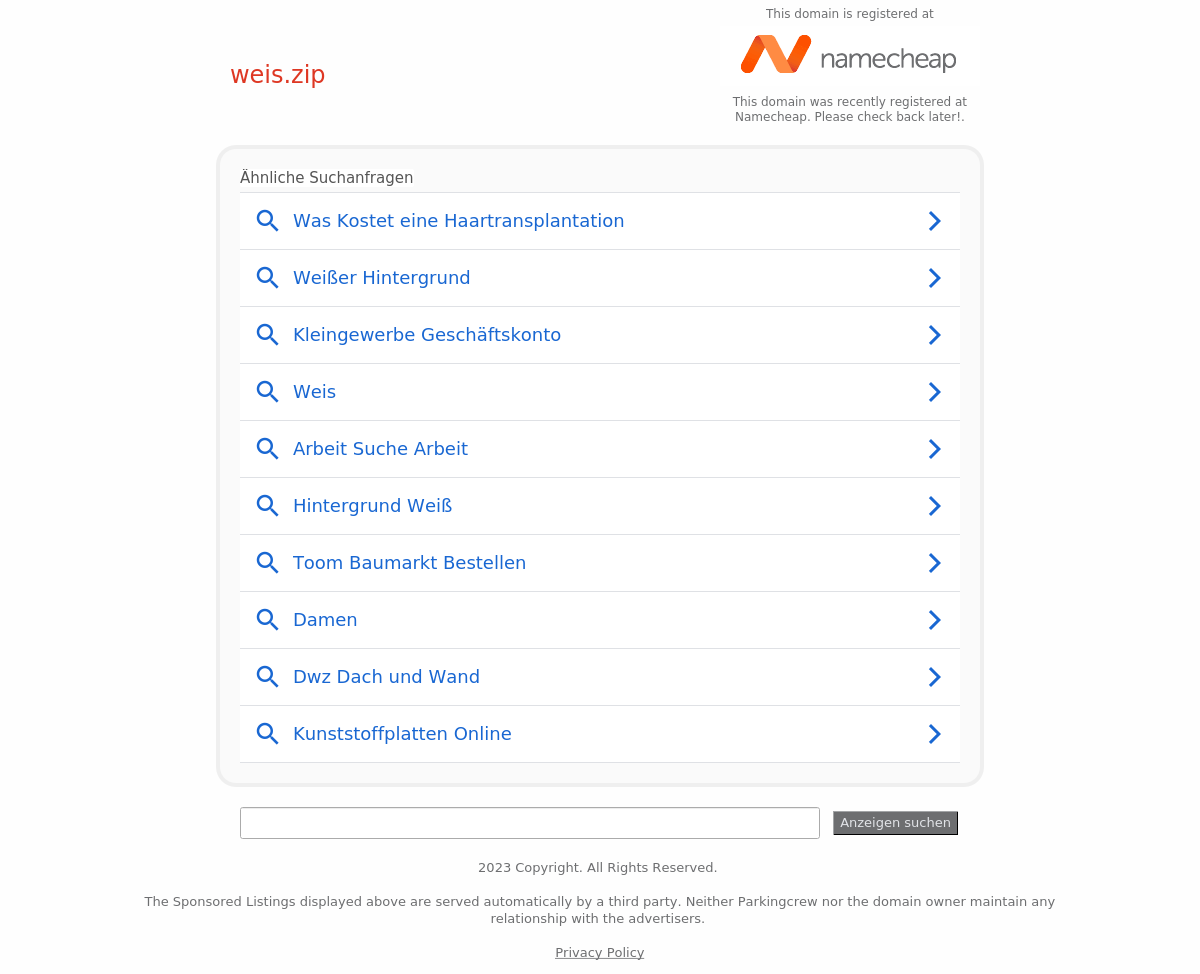 This domain is registered at
namecheap
weis.zip
This domain was recently registered at
Namecheap. Please check back later!.
Ähnliche Suchanfragen
Was Kostet eine Haartransplantation
Weißer Hintergrund
Kleingewerbe Geschäftskonto
Weis
Arbeit Suche Arbeit
Hintergrund Weiß
Toom Baumarkt Bestellen
Damen
Dwz Dach und Wand
Kunststoffplatten Online
Anzeigen suchen
2023 Copyright. All Rights Reserved.
The Sponsored Listings displayed above are served automatically by a third party. Neither Parkingcrew nor the domain owner maintain any
relationship with the advertisers.
Privacy Policy